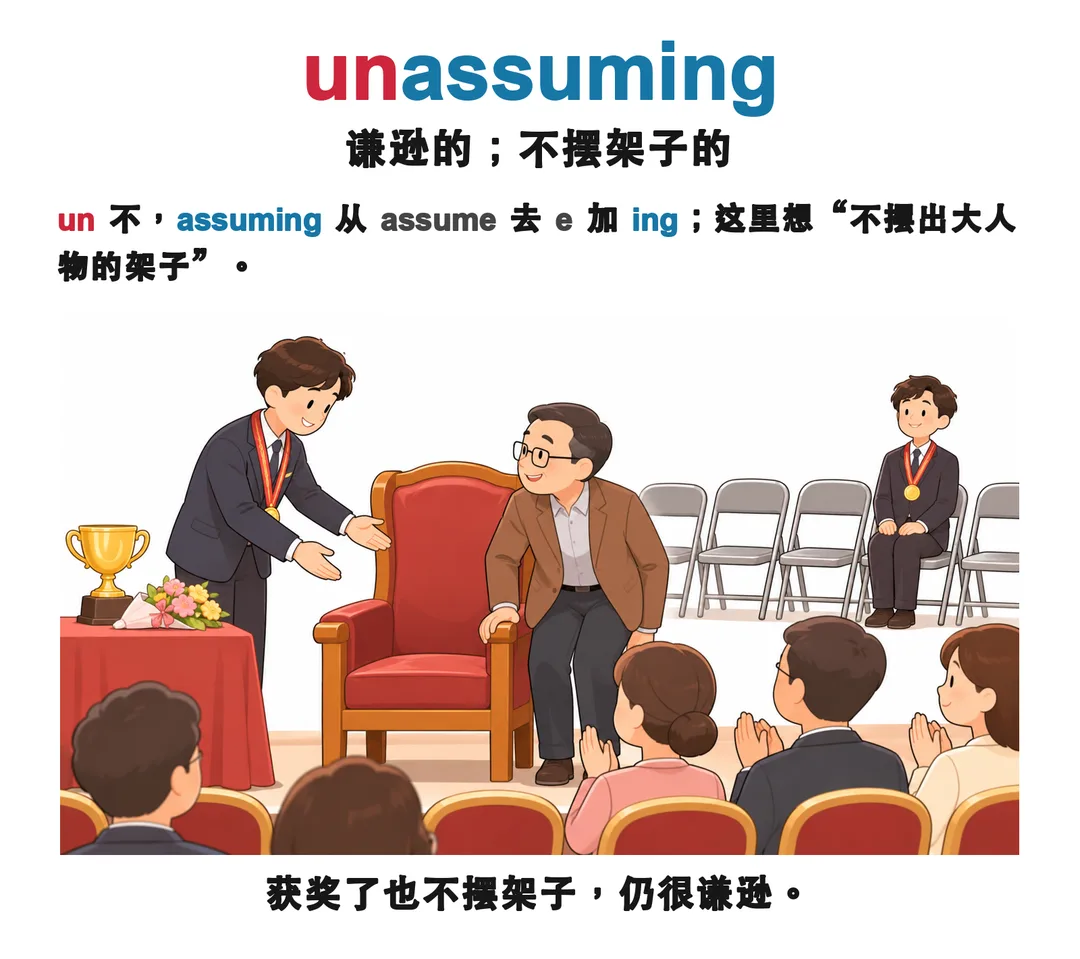 unassuming
谦逊的；不摆架子的
un 不，assuming 从 assume 去 e 加 ing；这里想“不摆出大人
物的架子”。
获奖了也不摆架子，仍很谦逊。